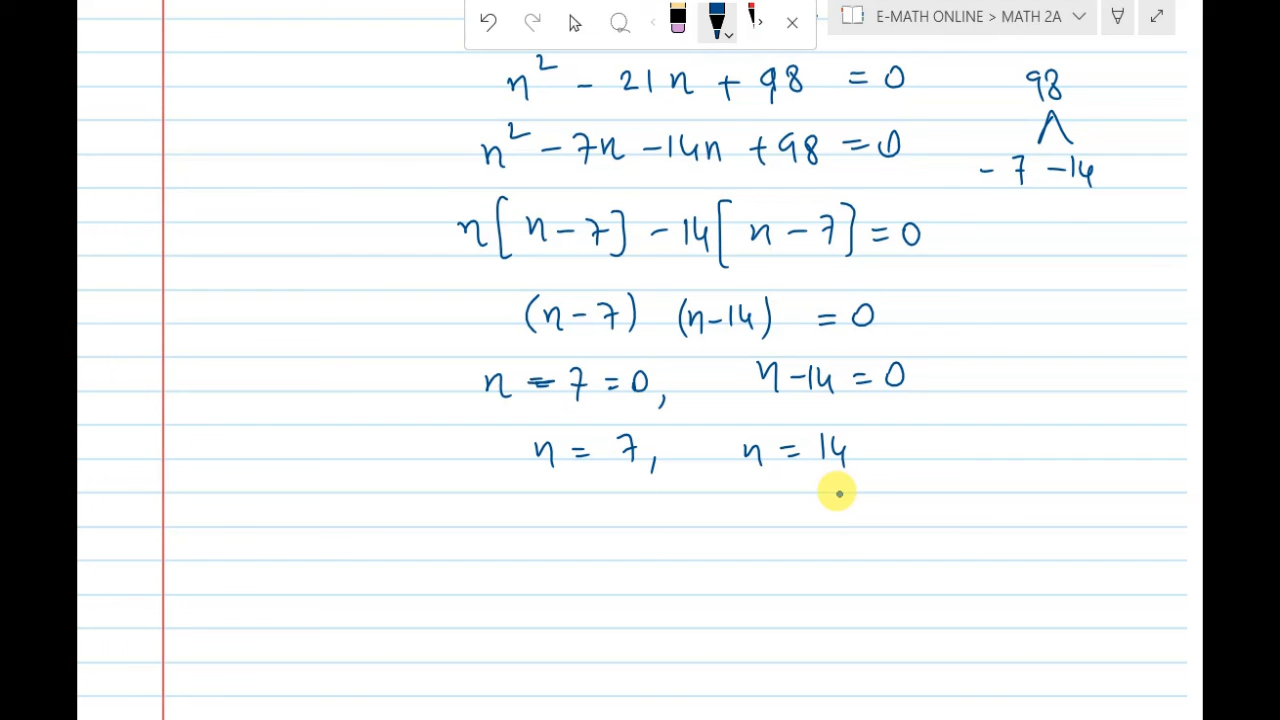 E-MATH ONLINE > MATH 2A
n² - 21n + 98 = 0
98
n² - 7n - 14n + 98 = 0
- 7 - 14
n[n - 7] - 14[n - 7] = 0
(n - 7) (n - 14) = 0
n - 7 = 0, n - 14 = 0
n = 7, n = 14